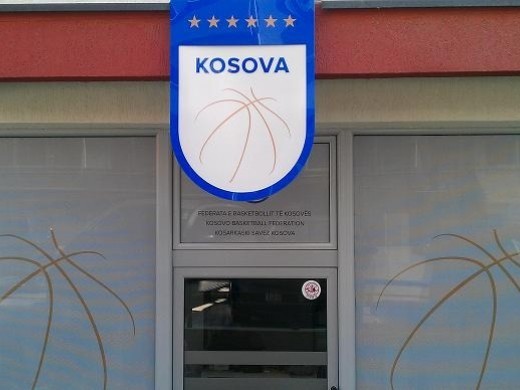 KOSOVA
FEDERATA E BASKETBOLLIT TË KOSOVËS
KOSOVO BASKETBALL FEDERATION
KOŠARKAŠKI SAVEZ KOSOVA